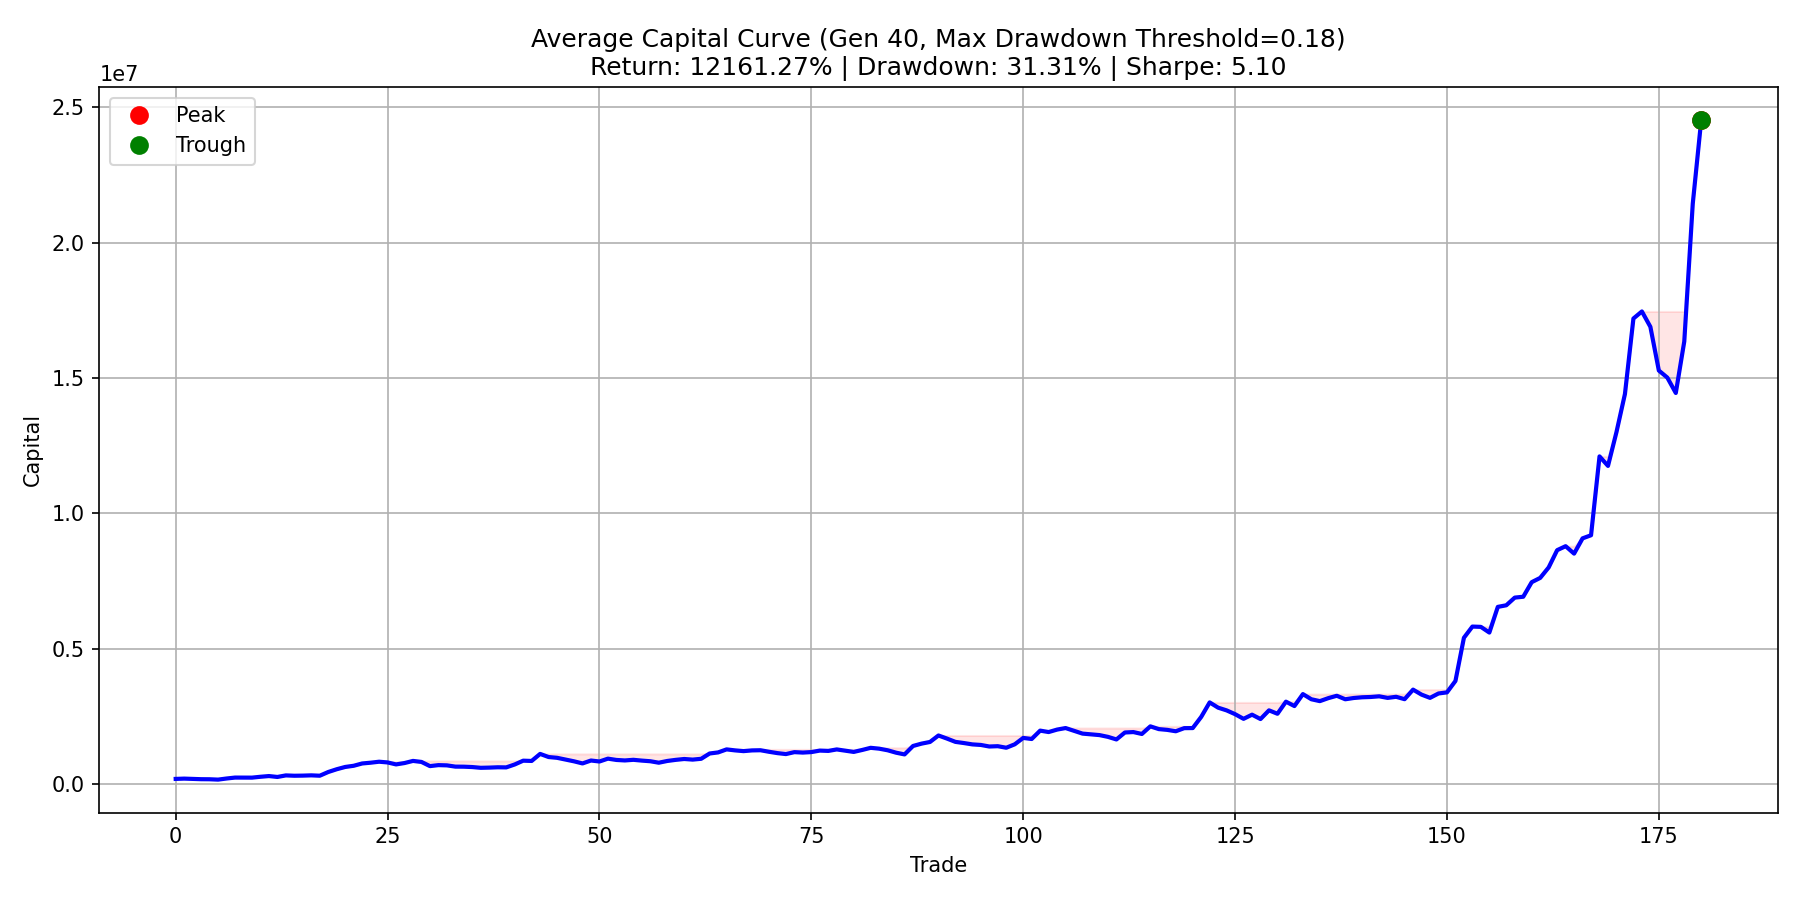 Average Capital Curve (Gen 40, Max Drawdown Threshold=0.18)
Return: 12161.27% | Drawdown: 31.31% | Sharpe: 5.10
1e7
Peak
Trough
2.5
2.0
1.5
1.0
0.5
0.0
Capital
0 25 50 75 100 125 150 175
Trade